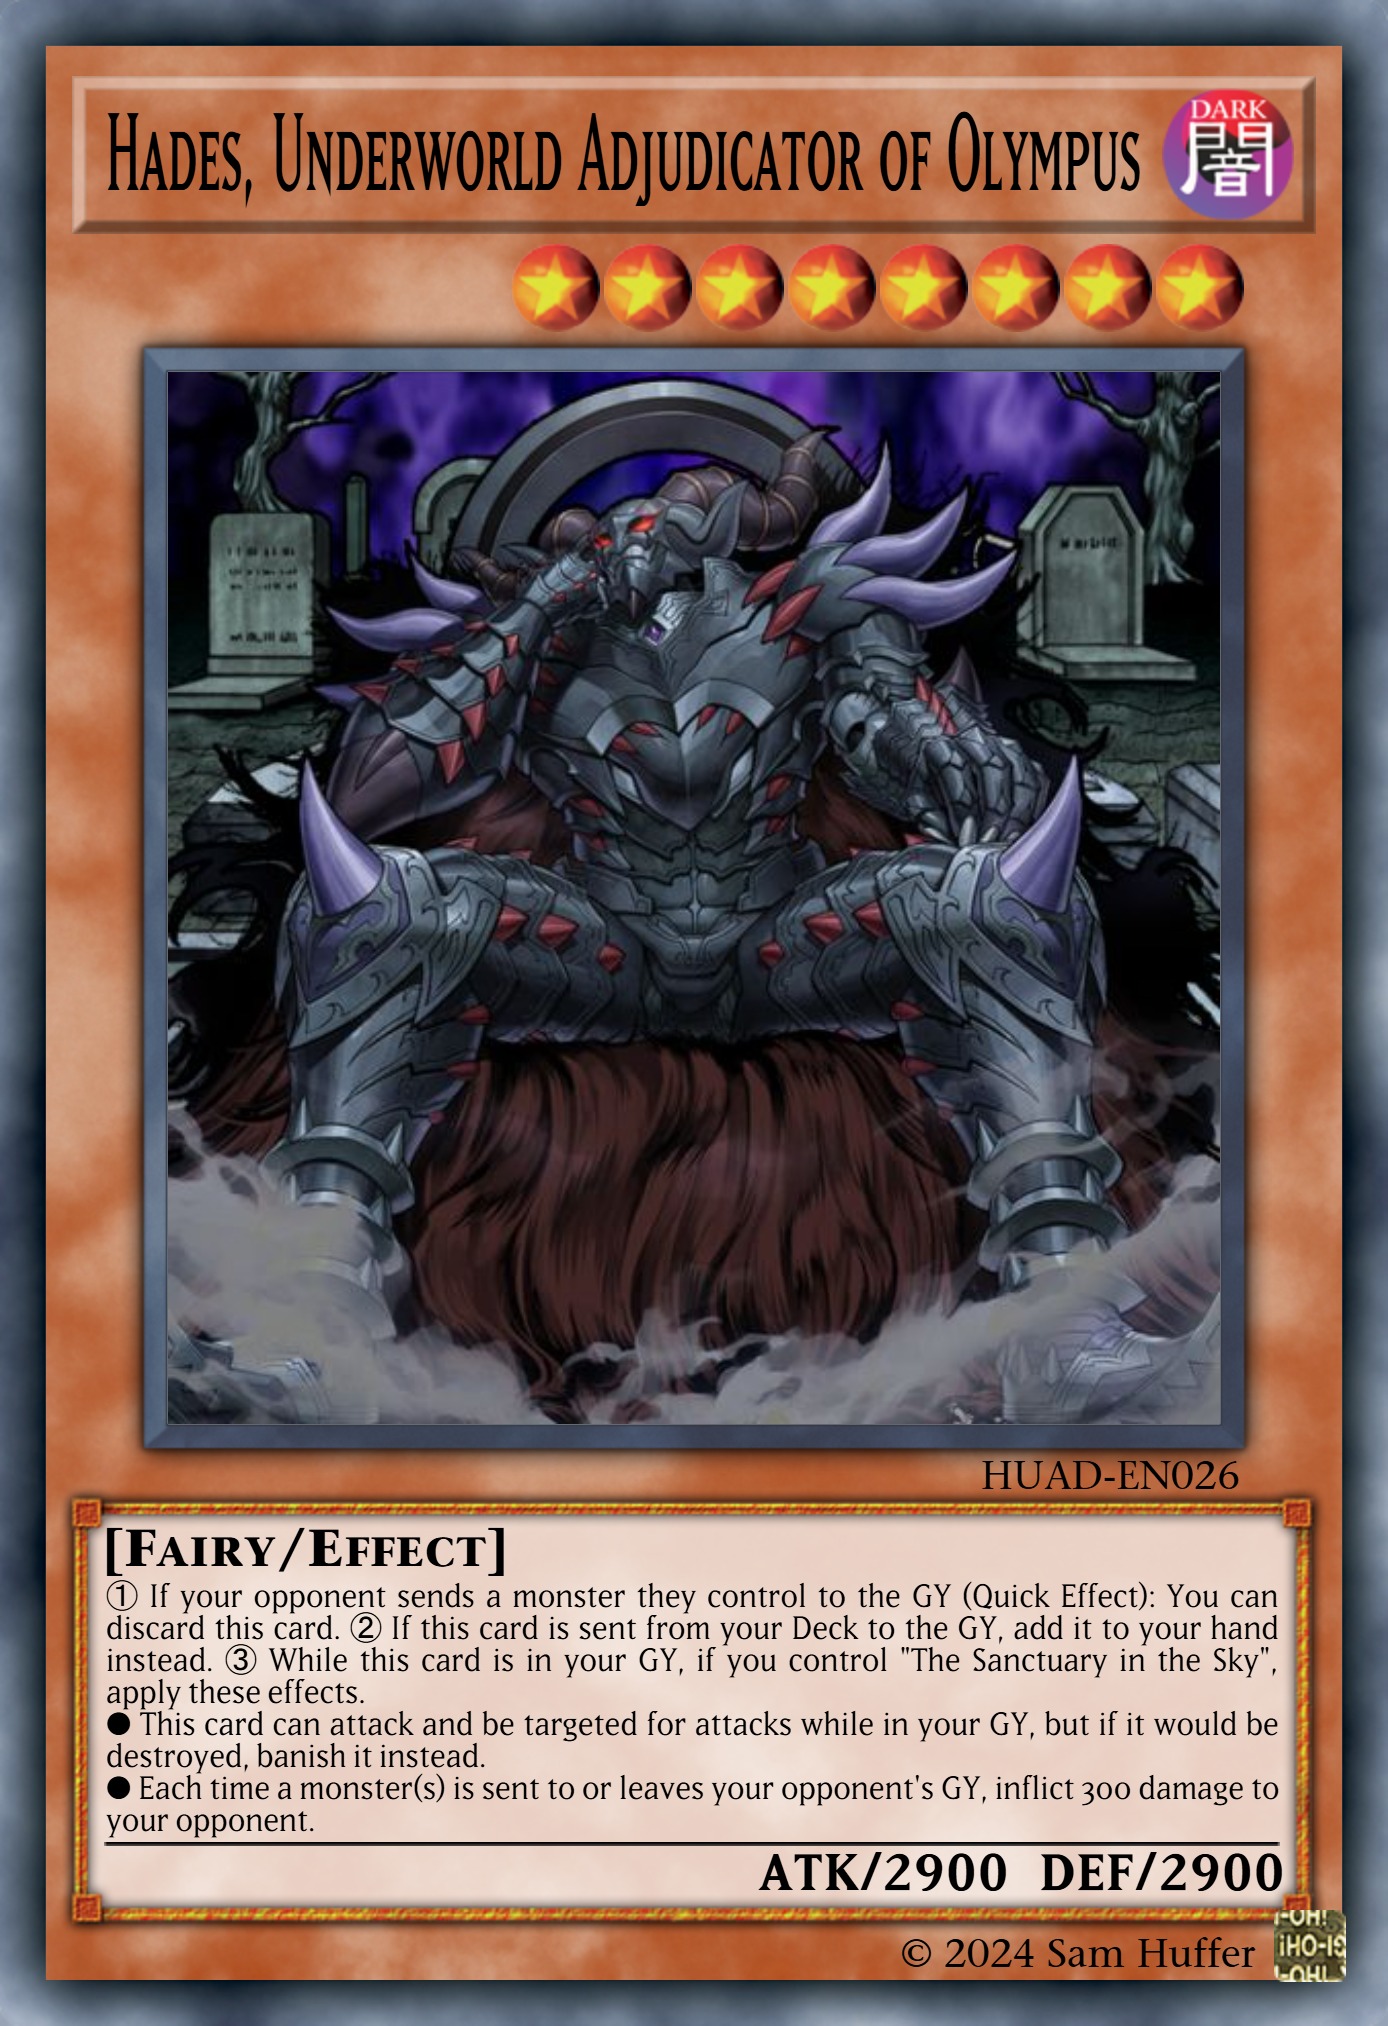 Hades, Underworld Adjudicator of Olympus
DARK
闇
HUAD-EN026
[Fairy/Effect]
① If your opponent sends a monster they control to the GY (Quick Effect): You can
discard this card. ② If this card is sent from your Deck to the GY, add it to your hand
instead. ③ While this card is in your GY, if you control "The Sanctuary in the Sky",
apply these effects.
● This card can attack and be targeted for attacks while in your GY, but if it would be
destroyed, banish it instead.
● Each time a monster(s) is sent to or leaves your opponent's GY, inflict 300 damage to
your opponent.
ATK/2900 DEF/2900
© 2024 Sam Huffer